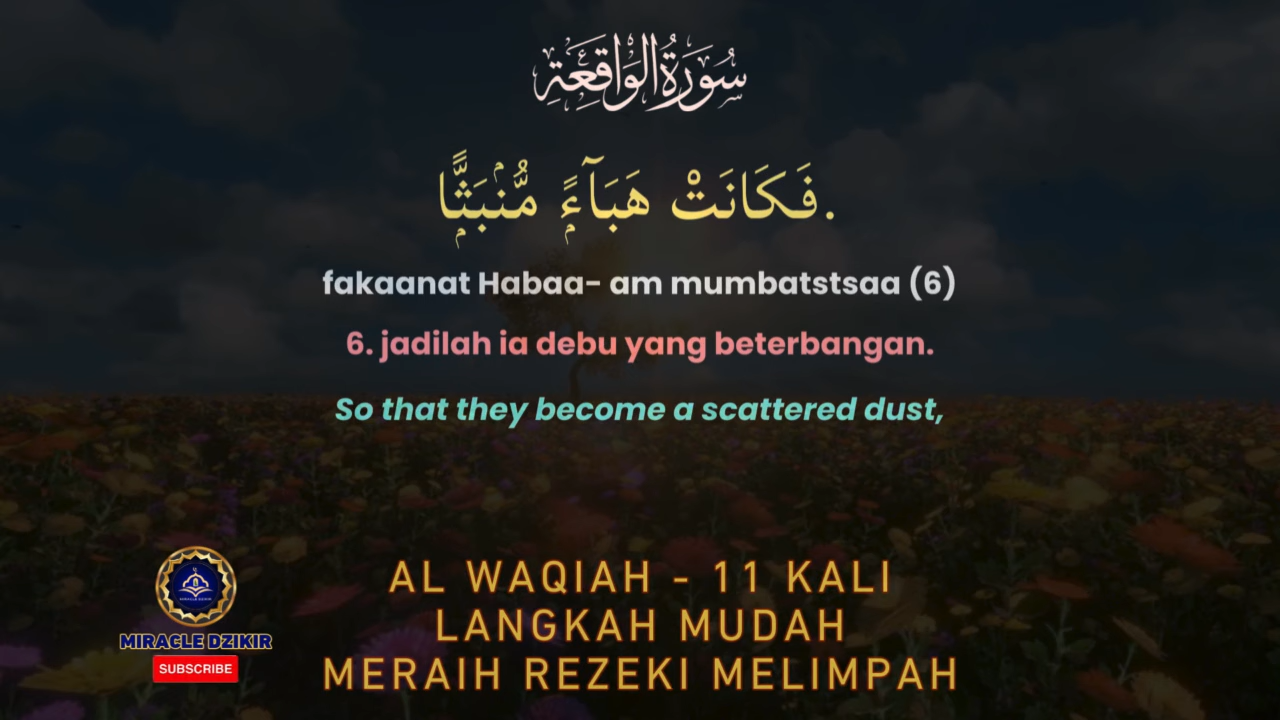 سُورَةُ الْوَاقِعَةِ
فَكَانَتْ هَبَآءً مُّنۢبَثًّا.
fakaanat Habaa- am mumbatstsaa (6)
6. jadilah ia debu yang beterbangan.
So that they become a scattered dust,
AL WAQIAH - 11 KALI
LANGKAH MUDAH
MERAIH REZEKI MELIMPAH
MIRACLE DZIKIR
SUBSCRIBE